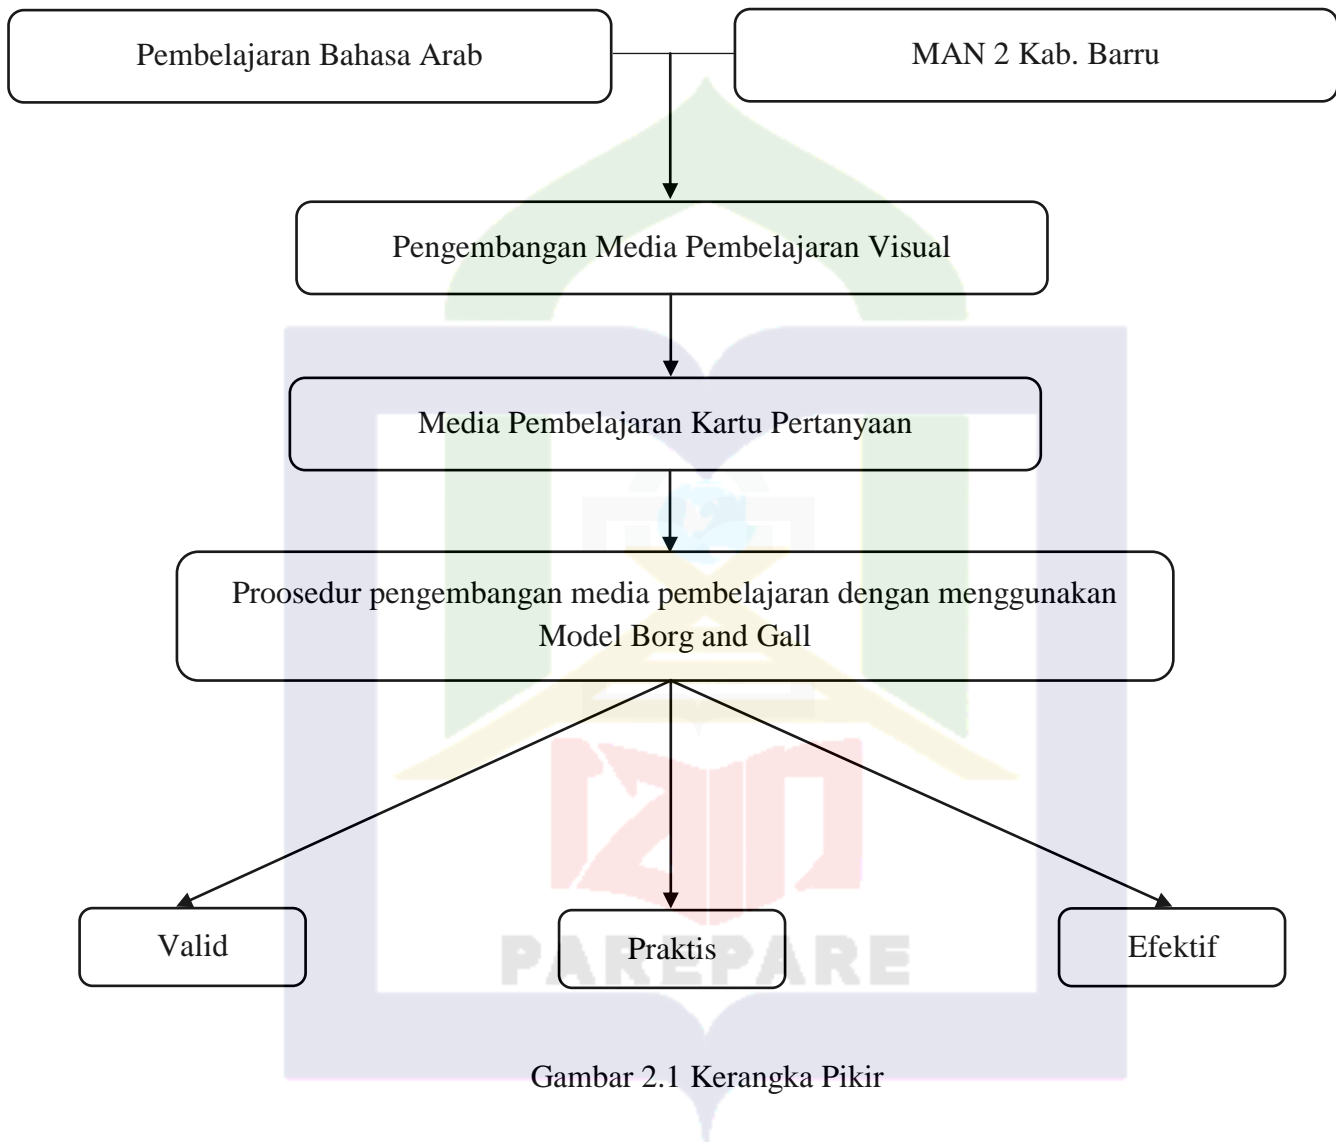 Pembelajaran Bahasa Arab
MAN 2 Kab. Barru
Pengembangan Media Pembelajaran Visual
Media Pembelajaran Kartu Pertanyaan
Proosedur pengembangan media pembelajaran dengan menggunakan
Model Borg and Gall
Valid
Praktis
Efektif
PAREPARE
Gambar 2.1 Kerangka Pikir